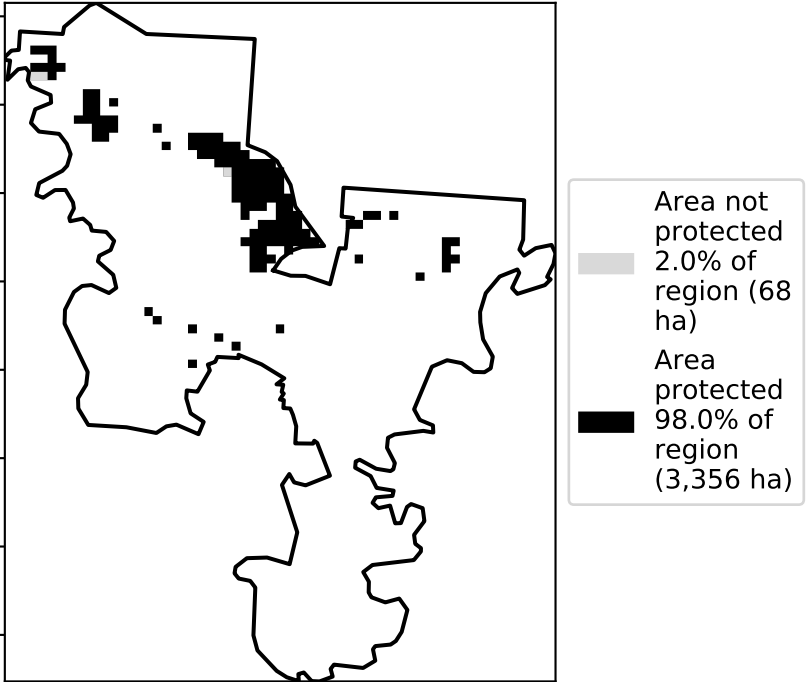 Area not
protected
2.0% of
region (68
ha)
Area
protected
98.0% of
region
(3,356 ha)